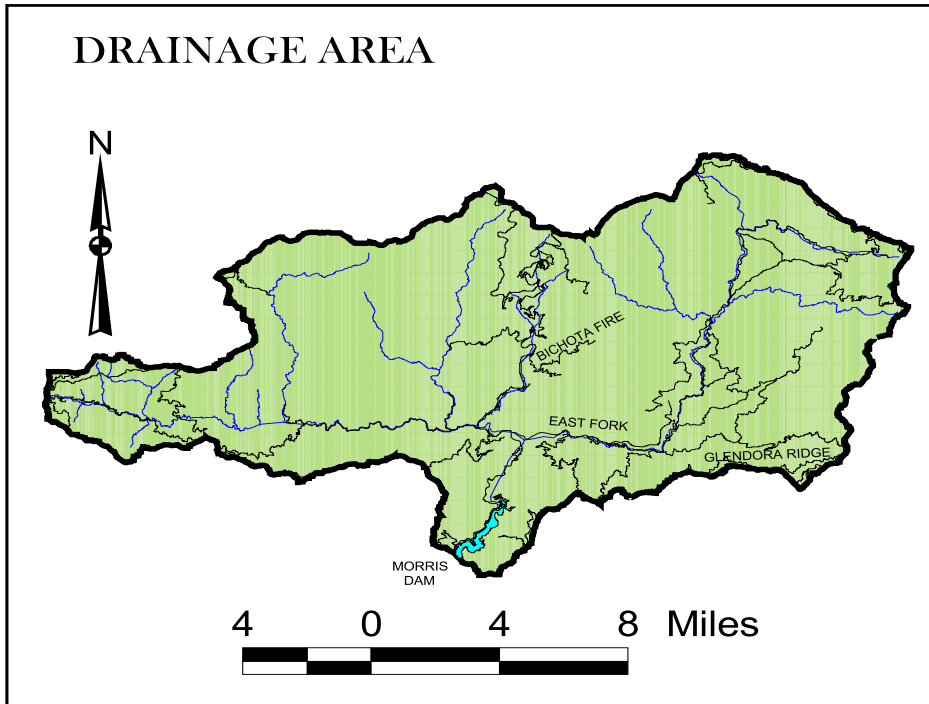 DRAINAGE AREA
N
BICHOTA FIRE
EAST FORK
GLENDORA RIDGE
MORRIS
DAM
4 0 4 8 Miles